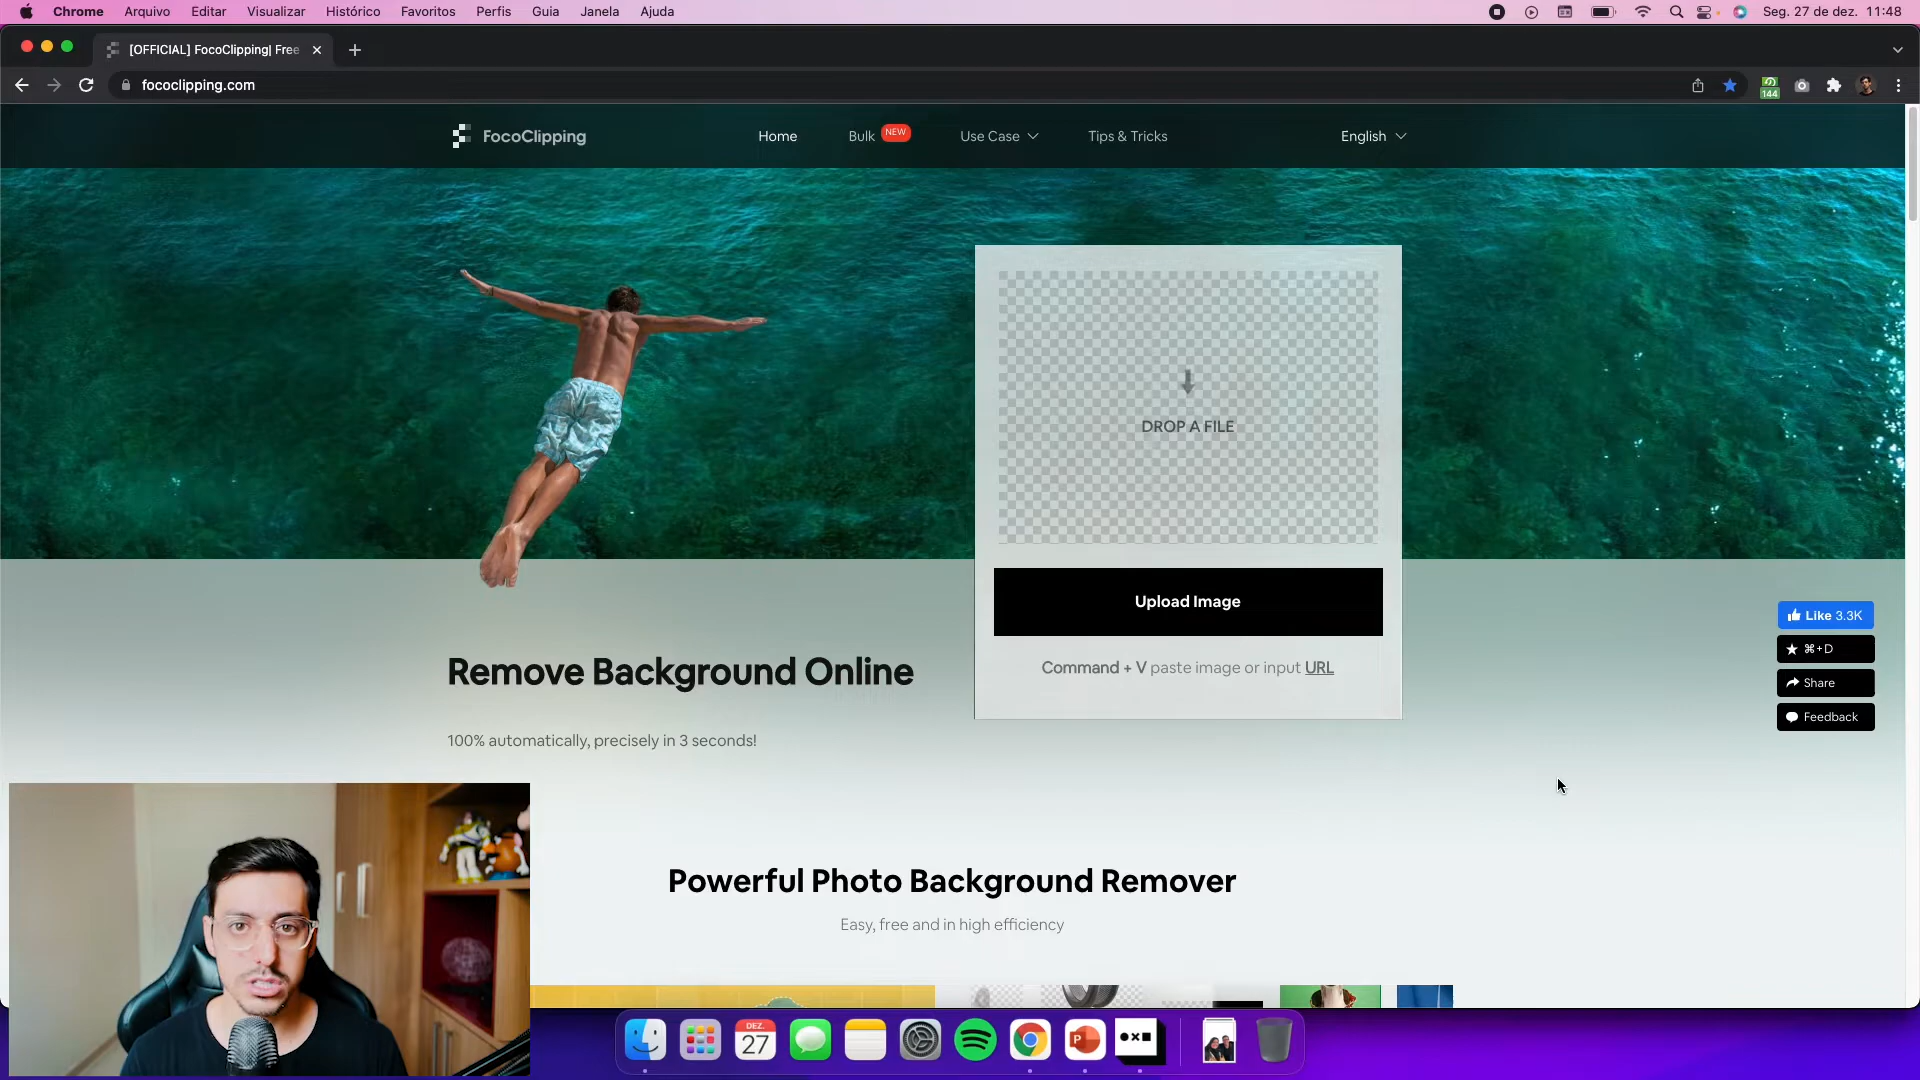 Chrome Arquivo Editar Visualizar Histórico Favoritos Perfis Guia Janela Ajuda
Seg. 27 de dez. 11:48
[OFFICIAL] FocoClipping| Free
fococlipping.com
144
FocoClipping
Home
Bulk NEW
Use Case
Tips & Tricks
English
DROP A FILE
Upload Image
Command + V paste image or input URL
Remove Background Online
100% automatically, precisely in 3 seconds!
Like 3.3K
⌘+D
Share
Feedback
Powerful Photo Background Remover
Easy, free and in high efficiency
DEZ.
27